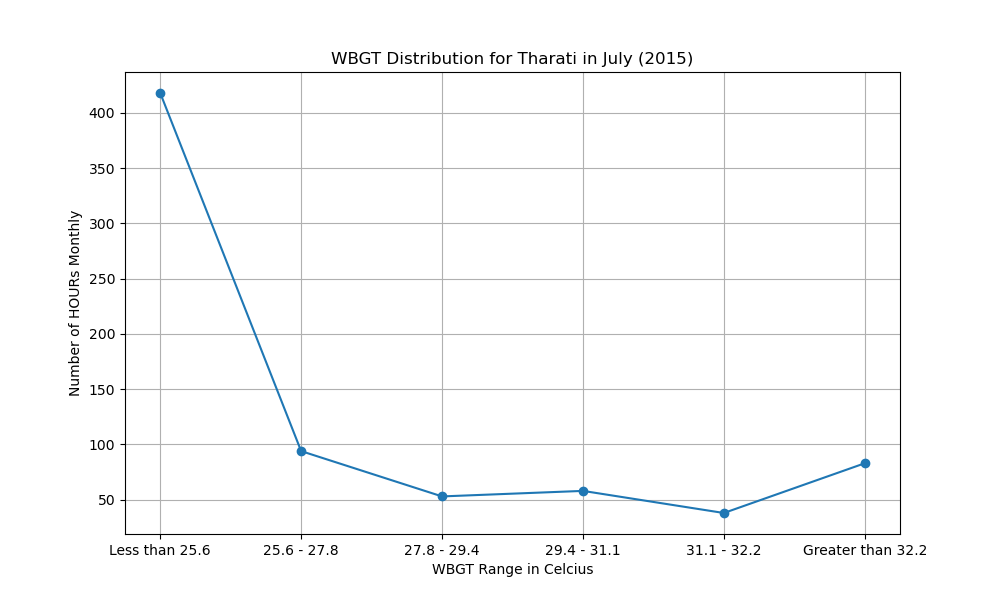 WBGT Distribution for Tharati in July (2015)
Number of HOURs Monthly
400
350
300
250
200
150
100
50
Less than 25.6
25.6 - 27.8
27.8 - 29.4
29.4 - 31.1
31.1 - 32.2
Greater than 32.2
WBGT Range in Celcius